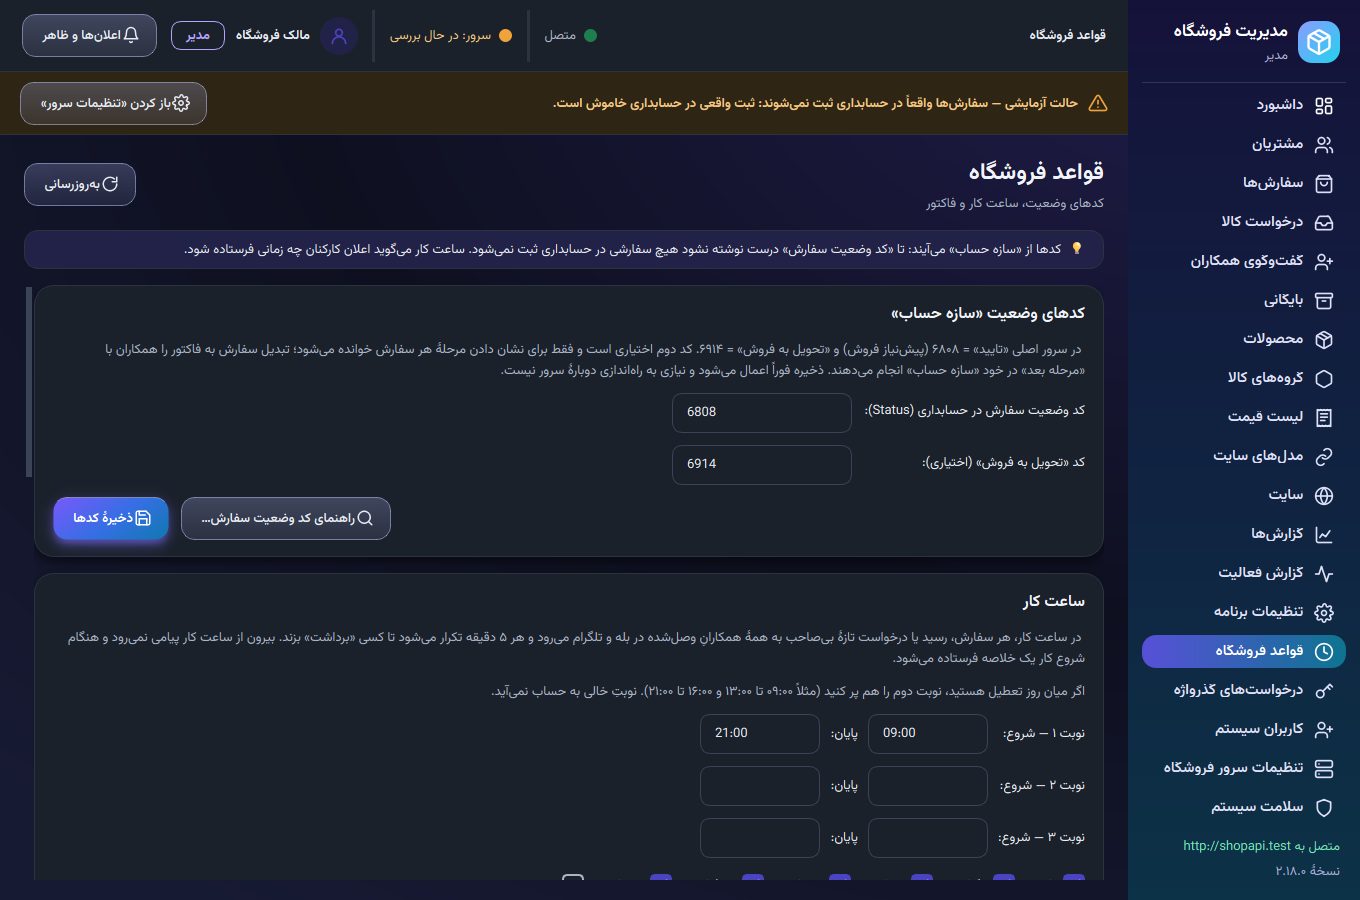 مدیریت فروشگاه
مدیر
داشبورد
مشتریان
سفارش‌ها
درخواست کالا
گفت‌وگوی همکاران
بایگانی
محصولات
گروه‌های کالا
لیست قیمت
مدل‌های سایت
سایت
گزارش‌ها
گزارش فعالیت
تنظیمات برنامه
قواعد فروشگاه
درخواست‌های گذرواژه
کاربران سیستم
تنظیمات سرور فروشگاه
سلامت سیستم
متصل به http://shopapi.test
نسخهٔ ۲.۱۸.۰
قواعد فروشگاه
متصل
سرور: در حال بررسی
مالک فروشگاه
مدیر
اعلان‌ها و ظاهر
حالت آزمایشی – سفارش‌ها واقعاً در حسابداری ثبت نمی‌شوند: ثبت واقعی در حسابداری خاموش است.
باز کردن «تنظیمات سرور»
قواعد فروشگاه
کدهای وضعیت، ساعت کار و فاکتور
به‌روزرسانی
کدها از «سازه حساب» می‌آیند: تا «کد وضعیت سفارش» درست نوشته نشود هیچ سفارشی در حسابداری ثبت نمی‌شود. ساعت کار می‌گوید اعلان کارکنان چه زمانی فرستاده شود.
کدهای وضعیت «سازه حساب»
در سرور اصلی «تایید» = ۶۸۰۸ (پیش‌نیاز فروش) و «تحویل به فروش» = ۶۹۱۴. کد دوم اختیاری است و فقط برای نشان دادن مرحلهٔ هر سفارش خوانده می‌شود؛ تبدیل سفارش به فاکتور را همکاران با
«مرحله بعد» در خود «سازه حساب» انجام می‌دهند. ذخیره فوراً اعمال می‌شود و نیازی به راه‌اندازی دوبارهٔ سرور نیست.
کد وضعیت سفارش در حسابداری (Status):
6808
کد «تحویل به فروش» (اختیاری):
6914
راهنمای کد وضعیت سفارش...
ذخیرهٔ کدها
ساعت کار
در ساعت کار، هر سفارش، رسید یا درخواست تازهٔ بی‌صاحب به همهٔ همکارانِ وصل‌شده در بله و تلگرام می‌رود و هر ۵ دقیقه تکرار می‌شود تا کسی «برداشت» بزند. بیرون از ساعت کار پیامی نمی‌رود و هنگام
شروع کار یک خلاصه فرستاده می‌شود.
اگر میان روز تعطیل هستید، نوبت دوم را هم پر کنید (مثلاً ۰۹:۰۰ تا ۱۳:۰۰ و ۱۶:۰۰ تا ۲۱:۰۰). نوبتِ خالی به حساب نمی‌آید.
نوبت ۱ – شروع:
09:00
پایان:
21:00
نوبت ۲ – شروع:
پایان:
نوبت ۳ – شروع:
پایان: